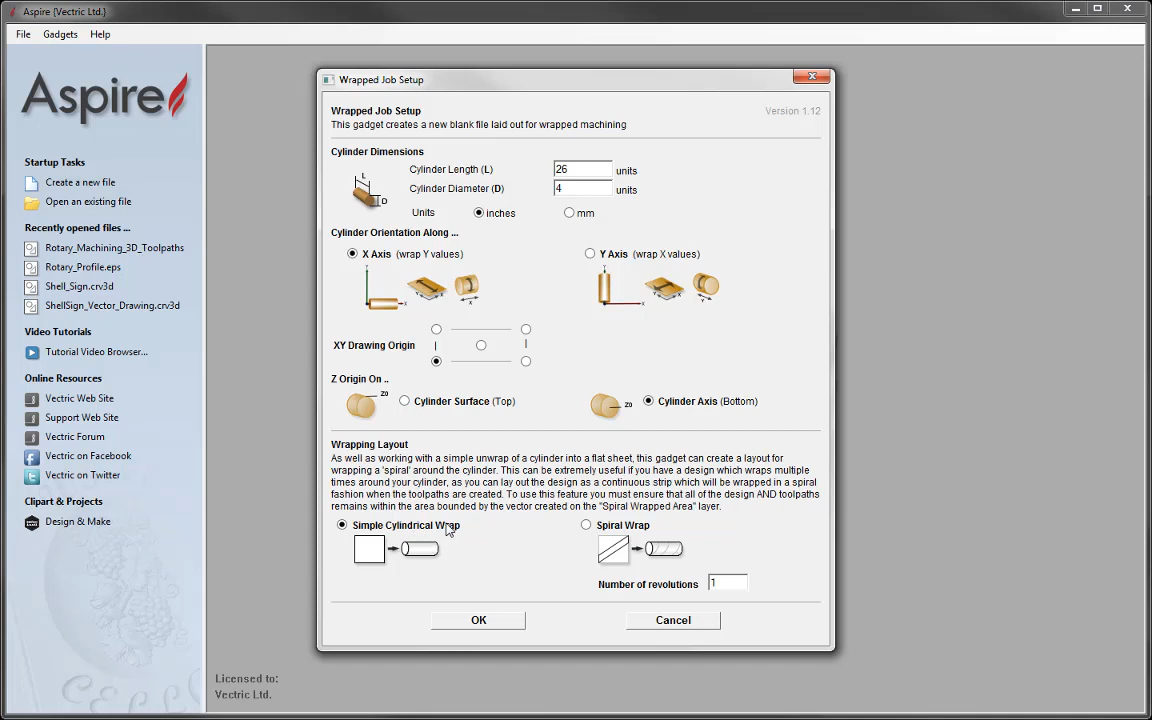 Aspire {Vectric Ltd.}
File Gadgets Help
Aspire
Startup Tasks
Create a new file
Open an existing file
Recently opened files ...
Rotary_Machining_3D_Toolpaths
Rotary_Profile.eps
Shell_Sign.crv3d
ShellSign_Vector_Drawing.crv3d
Video Tutorials
Tutorial Video Browser...
Online Resources
Vectric Web Site
Support Web Site
Vectric Forum
Vectric on Facebook
Vectric on Twitter
Clipart & Projects
Design & Make
Licensed to:
Vectric Ltd.
Wrapped Job Setup
Wrapped Job Setup Version 1.12
This gadget creates a new blank file laid out for wrapped machining
Cylinder Dimensions
L
D
Cylinder Length (L) 26 units
Cylinder Diameter (D) 4 units
Units inches mm
Cylinder Orientation Along ...
X Axis (wrap Y values) Y Axis (wrap X values)
Y X X Y X Y
XY Drawing Origin
Z Origin On ..
Z0 Cylinder Surface (Top) Z0 Cylinder Axis (Bottom)
Wrapping Layout
As well as working with a simple unwrap of a cylinder into a flat sheet, this gadget can create a layout for
wrapping a 'spiral' around the cylinder. This can be extremely useful if you have a design which wraps multiple
times around your cylinder, as you can lay out the design as a continuous strip which will be wrapped in a spiral
fashion when the toolpaths are created. To use this feature you must ensure that all of the design AND toolpaths
remains within the area bounded by the vector created on the "Spiral Wrapped Area" layer.
Simple Cylindrical Wrap Spiral Wrap
Number of revolutions 1
OK Cancel